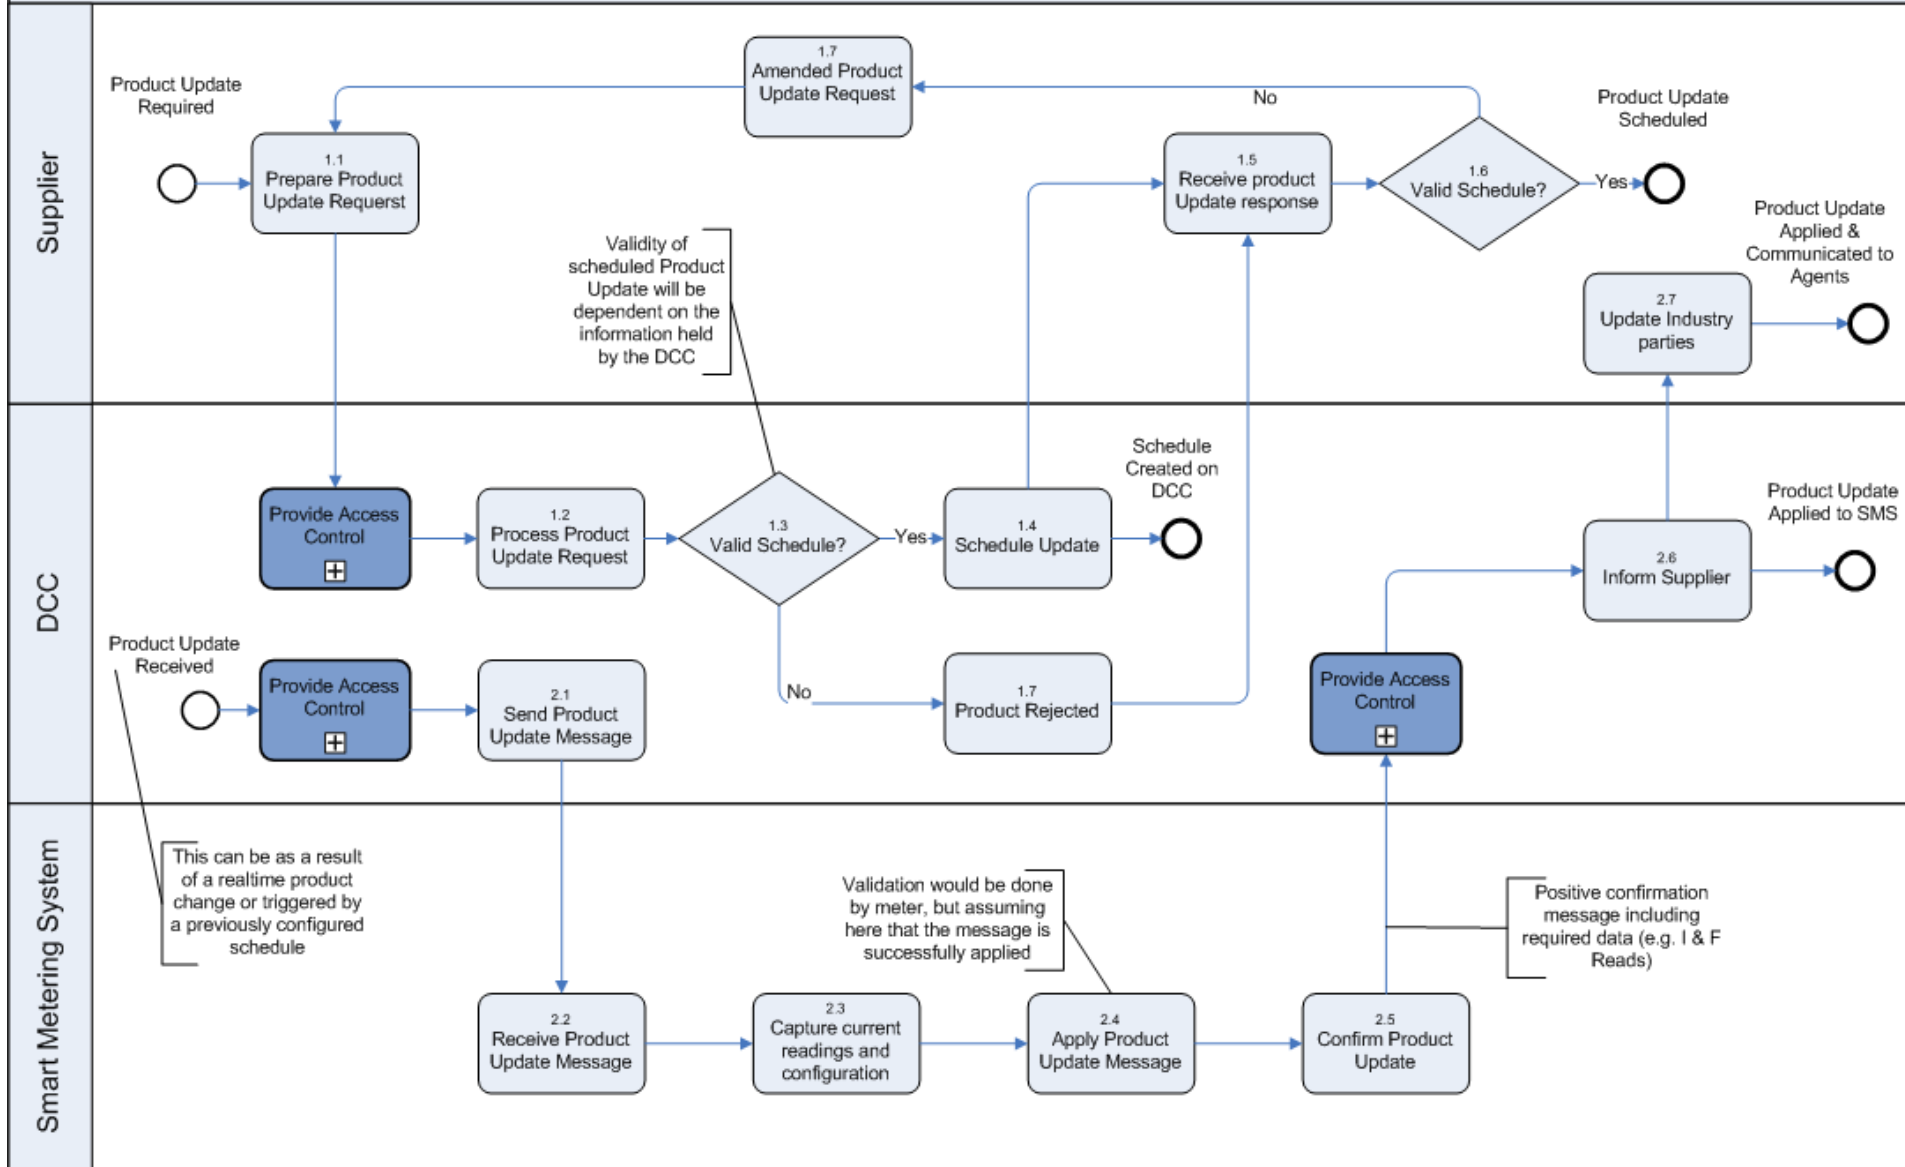 Supplier
Product Update
Required
1.1
Prepare Product
Update Requerst
1.7
Amended Product
Update Request
No
1.5
Receive product
Update response
1.6
Valid Schedule?
Yes
Product Update
Scheduled
Product Update
Applied &
Communicated to
Agents
2.7
Update Industry
parties
Validity of
scheduled Product
Update will be
dependent on the
information held
by the DCC
DCC
Provide Access
Control
1.2
Process Product
Update Request
1.3
Valid Schedule?
Yes
1.4
Schedule Update
Schedule
Created on
DCC
No
1.7
Product Rejected
Product Update
Received
Provide Access
Control
2.1
Send Product
Update Message
Provide Access
Control
2.6
Inform Supplier
Product Update
Applied to SMS
Smart Metering System
This can be as a result
of a realtime product
change or triggered by
a previously configured
schedule
Validation would be done
by meter, but assuming
here that the message is
successfully applied
Positive confirmation
message including
required data (e.g. I & F
Reads)
2.2
Receive Product
Update Message
2.3
Capture current
readings and
configuration
2.4
Apply Product
Update Message
2.5
Confirm Product
Update